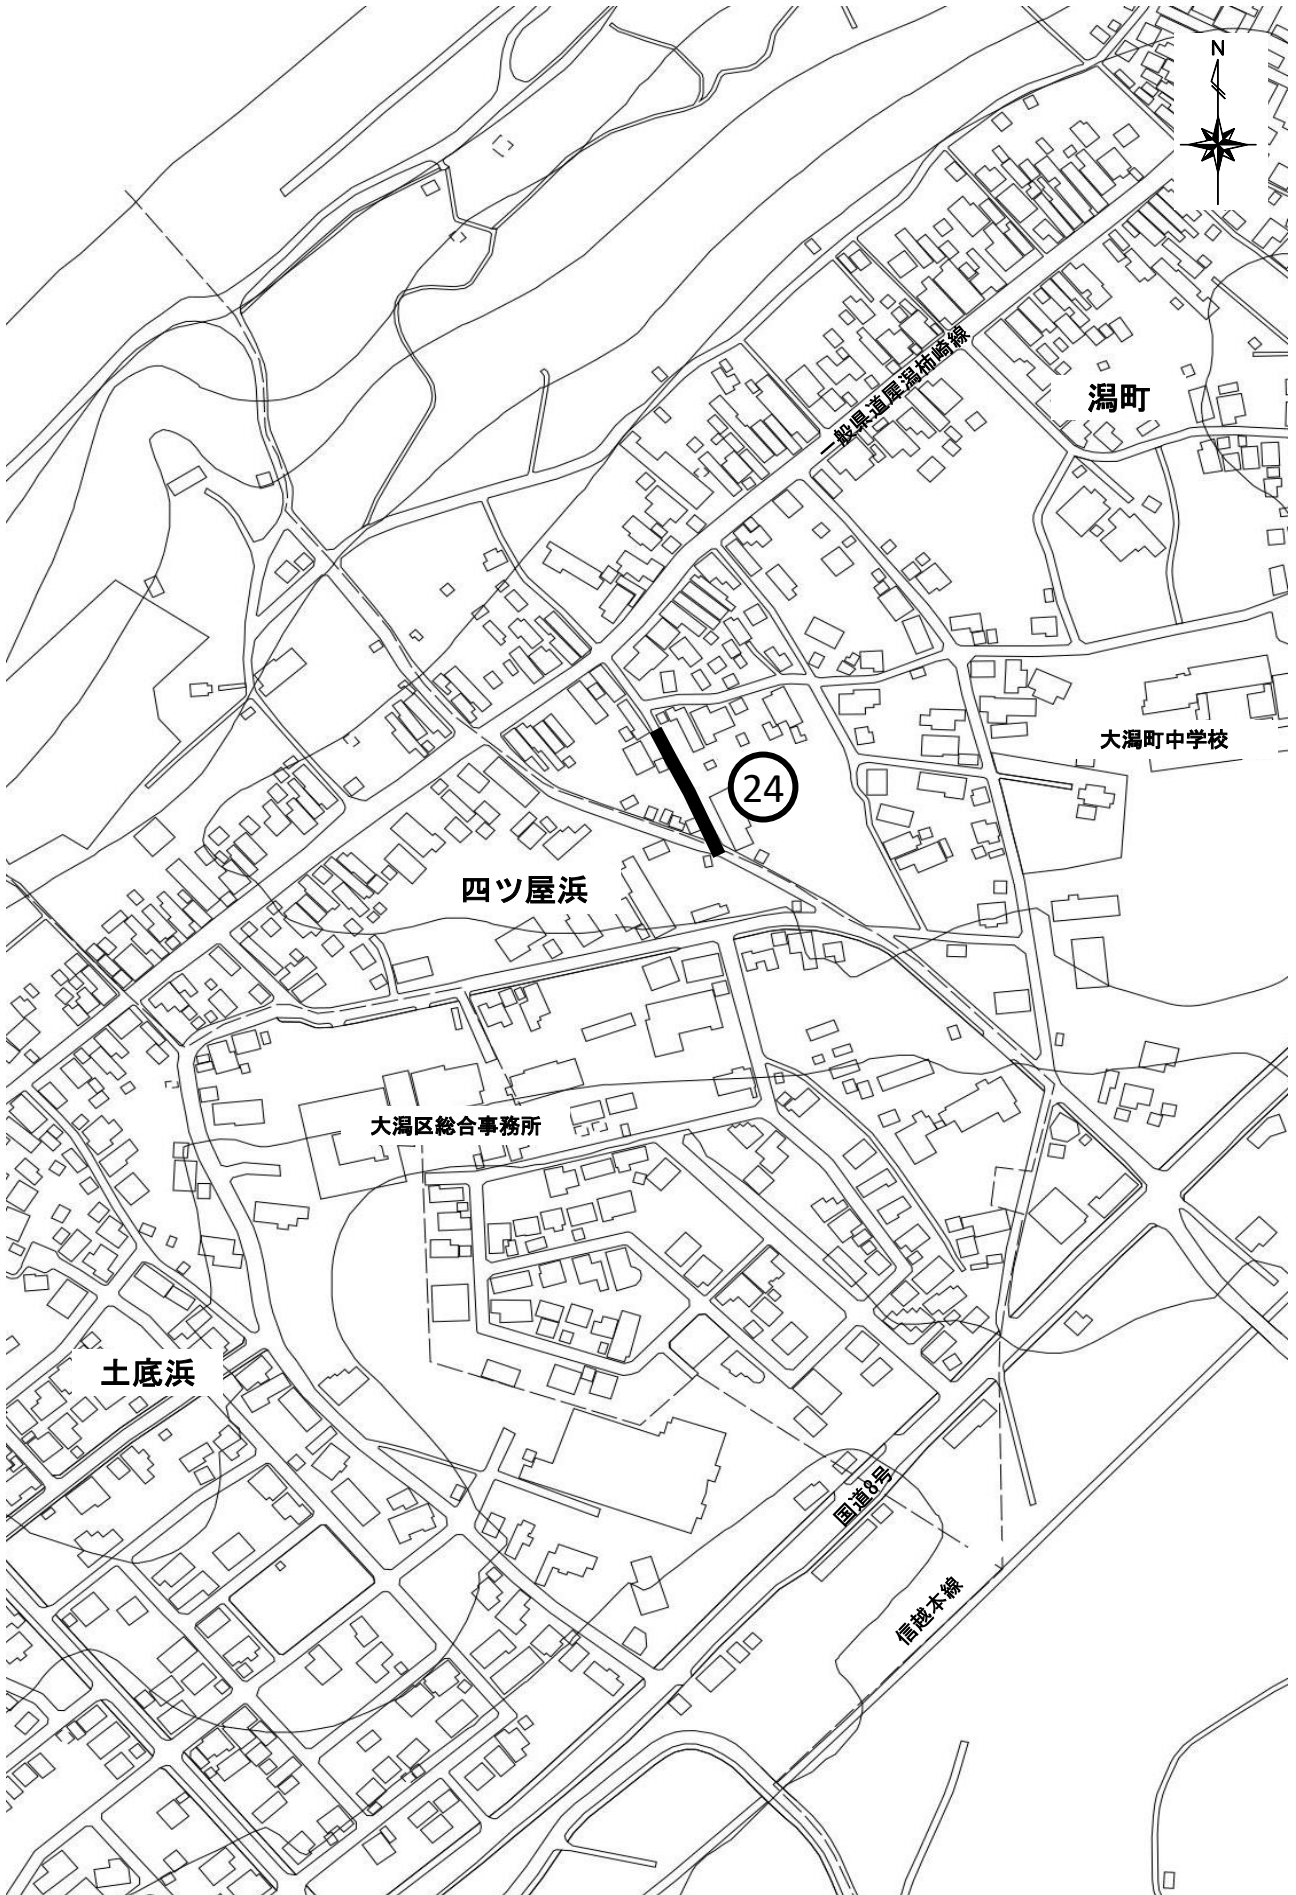 N
一般県道犀潟柿崎線
潟町
大潟町中学校
24
四ツ屋浜
大潟区総合事務所
土底浜
国道8号
信越本線